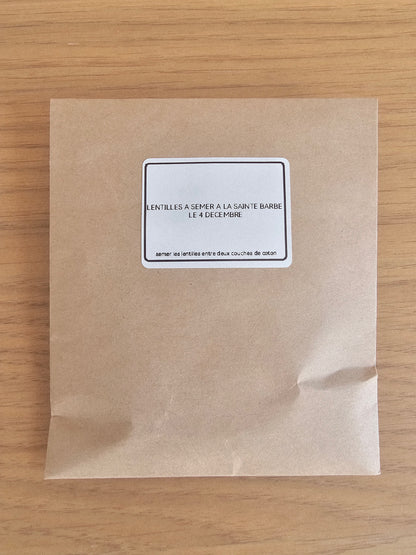 LENTILLES A SEMER A LA SAINTE BARBE
LE 4 DECEMBRE
semer les lentilles entre deux couches de coton